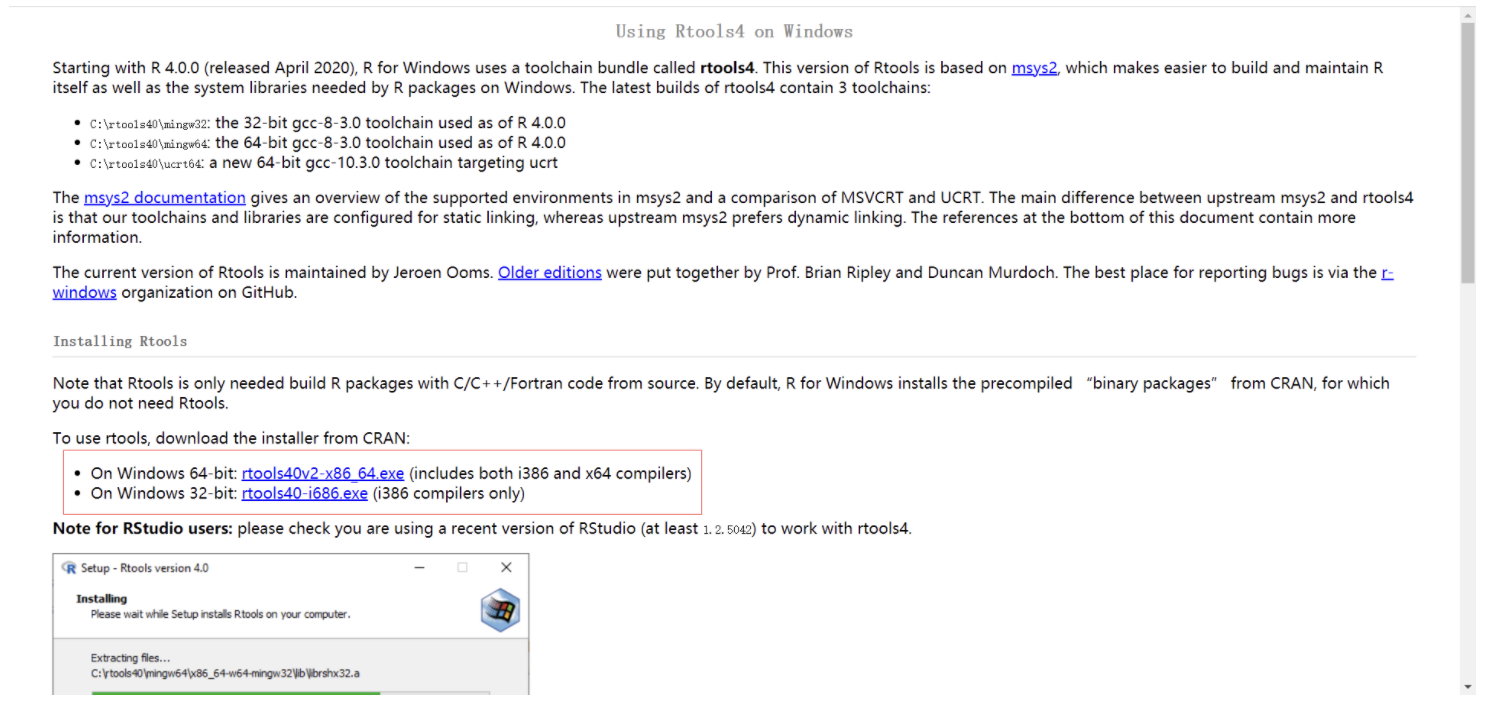 Using Rtools4 on Windows
Starting with R 4.0.0 (released April 2020), R for Windows uses a toolchain bundle called rtools4. This version of Rtools is based on msys2, which makes easier to build and maintain R
itself as well as the system libraries needed by R packages on Windows. The latest builds of rtools4 contain 3 toolchains:
• C:\rtools40\mingw32: the 32-bit gcc-8-3.0 toolchain used as of R 4.0.0
• C:\rtools40\mingw64: the 64-bit gcc-8-3.0 toolchain used as of R 4.0.0
• C:\rtools40\ucrt64: a new 64-bit gcc-10.3.0 toolchain targeting ucrt
The msys2 documentation gives an overview of the supported environments in msys2 and a comparison of MSVCRT and UCRT. The main difference between upstream msys2 and rtools4
is that our toolchains and libraries are configured for static linking, whereas upstream msys2 prefers dynamic linking. The references at the bottom of this document contain more
information.
The current version of Rtools is maintained by Jeroen Ooms. Older editions were put together by Prof. Brian Ripley and Duncan Murdoch. The best place for reporting bugs is via the r-
windows organization on GitHub.
Installing Rtools
Note that Rtools is only needed build R packages with C/C++/Fortran code from source. By default, R for Windows installs the precompiled “binary packages” from CRAN, for which
you do not need Rtools.
To use rtools, download the installer from CRAN:
• On Windows 64-bit: rtools40v2-x86_64.exe (includes both i386 and x64 compilers)
• On Windows 32-bit: rtools40-i686.exe (i386 compilers only)
Note for RStudio users: please check you are using a recent version of RStudio (at least 1.2.5042) to work with rtools4.
R Setup - Rtools version 4.0
Installing
Please wait while Setup installs Rtools on your computer.
Extracting files...
C:\rtools40\mingw64\x86_64-w64-mingw32\lib\librshx32.a